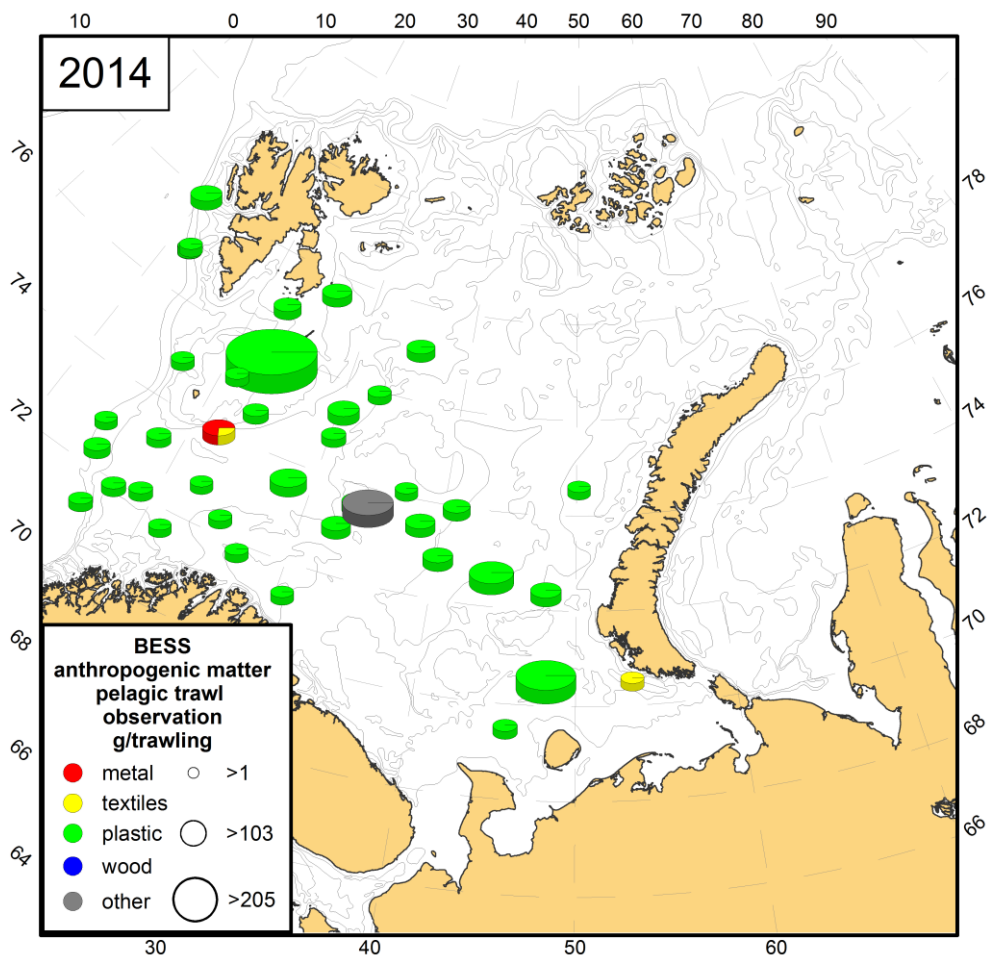 10 0 10 20 30 40 50 60 70 80 90
2014
76
74
72
70
68
66
64
78
76
74
72
70
68
66
BESS
anthropogenic matter
pelagic trawl
observation
g/trawling
metal >1
textiles
plastic >103
wood
other >205
30 40 50 60